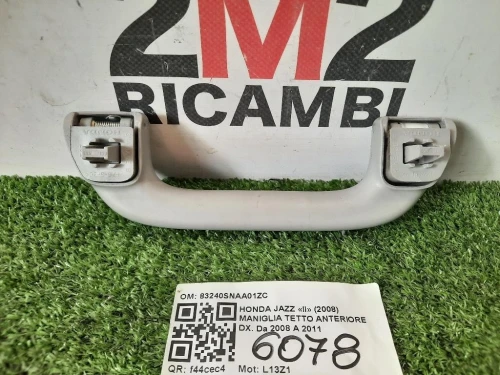 2M2
RICAMBI
OM: 83240SNAA01ZC
HONDA JAZZ «II» (2008)
MANIGLIA TETTO ANTERIORE
DX. Da 2008 A 2011
6078
QR: f44cec4 Mot: L13Z1